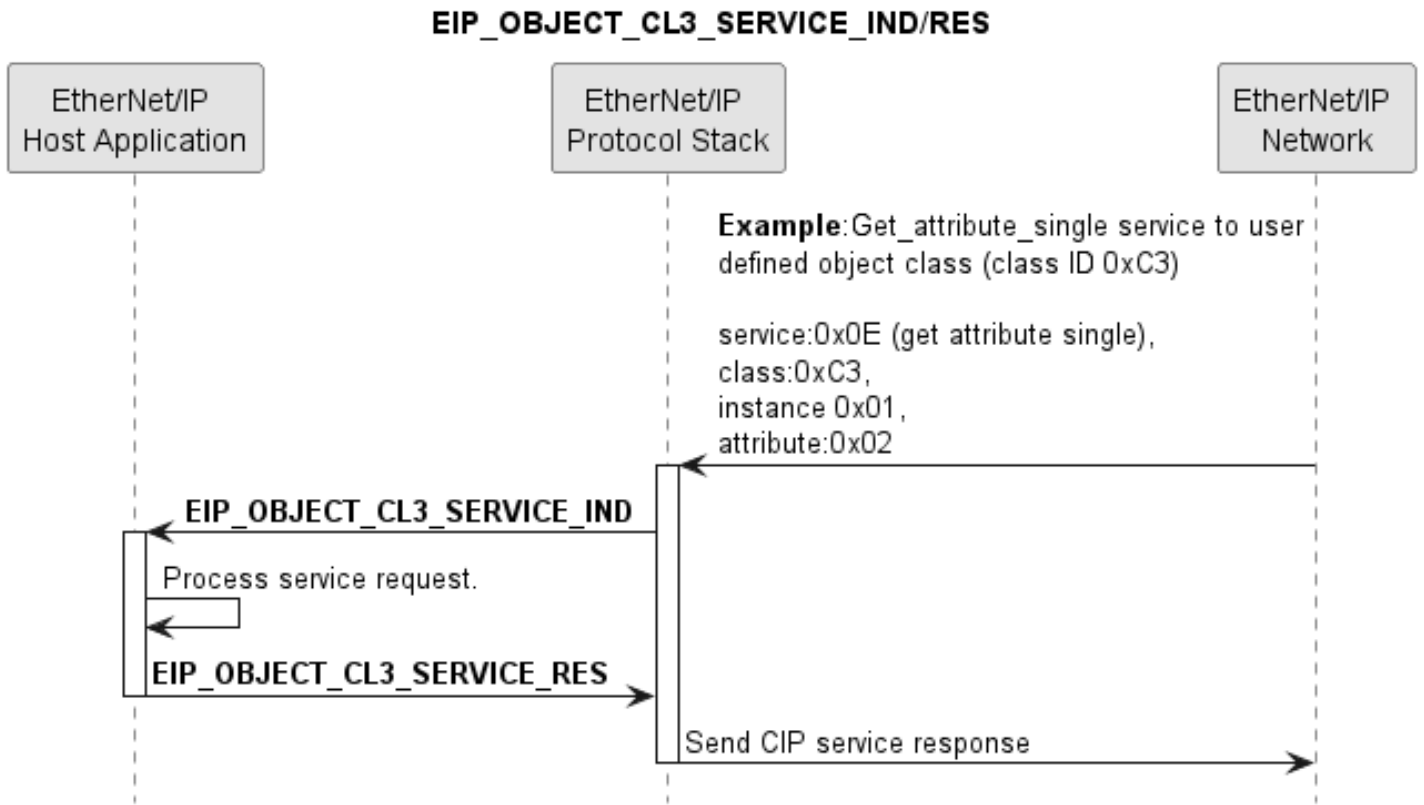 EIP_OBJECT_CL3_SERVICE_IND/RES
EtherNet/IP
Host Application
EtherNet/IP
Protocol Stack
EtherNet/IP
Network
Example:Get_attribute_single service to user
defined object class (class ID 0xC3)
service:0x0E (get attribute single),
class:0xC3,
instance 0x01,
attribute:0x02
EIP_OBJECT_CL3_SERVICE_IND
Process service request.
EIP_OBJECT_CL3_SERVICE_RES
Send CIP service response